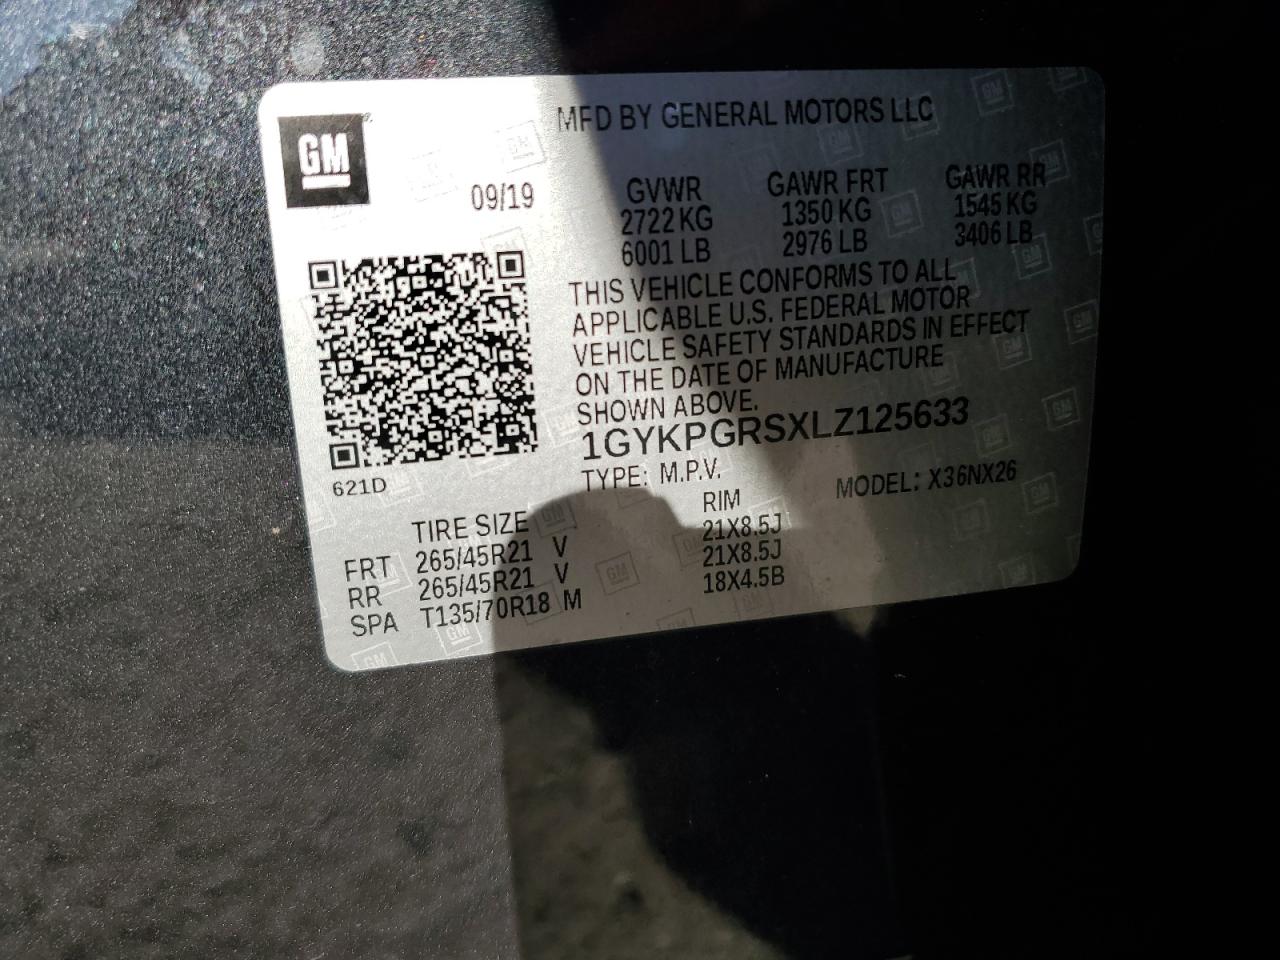 GM
MFD BY GENERAL MOTORS LLC
09/19
GVWR GAWR FRT GAWR RR
2722 KG 1350 KG 1545 KG
6001 LB 2976 LB 3406 LB
THIS VEHICLE CONFORMS TO ALL
APPLICABLE U.S. FEDERAL MOTOR
VEHICLE SAFETY STANDARDS IN EFFECT
ON THE DATE OF MANUFACTURE
SHOWN ABOVE.
1GYKPGRSXLZ125633
TYPE: M.P.V. MODEL: X36NX26
621D
TIRE SIZE RIM
FRT 265/45R21 V 21X8.5J
RR 265/45R21 V 21X8.5J
SPA T135/70R18 M 18X4.5B